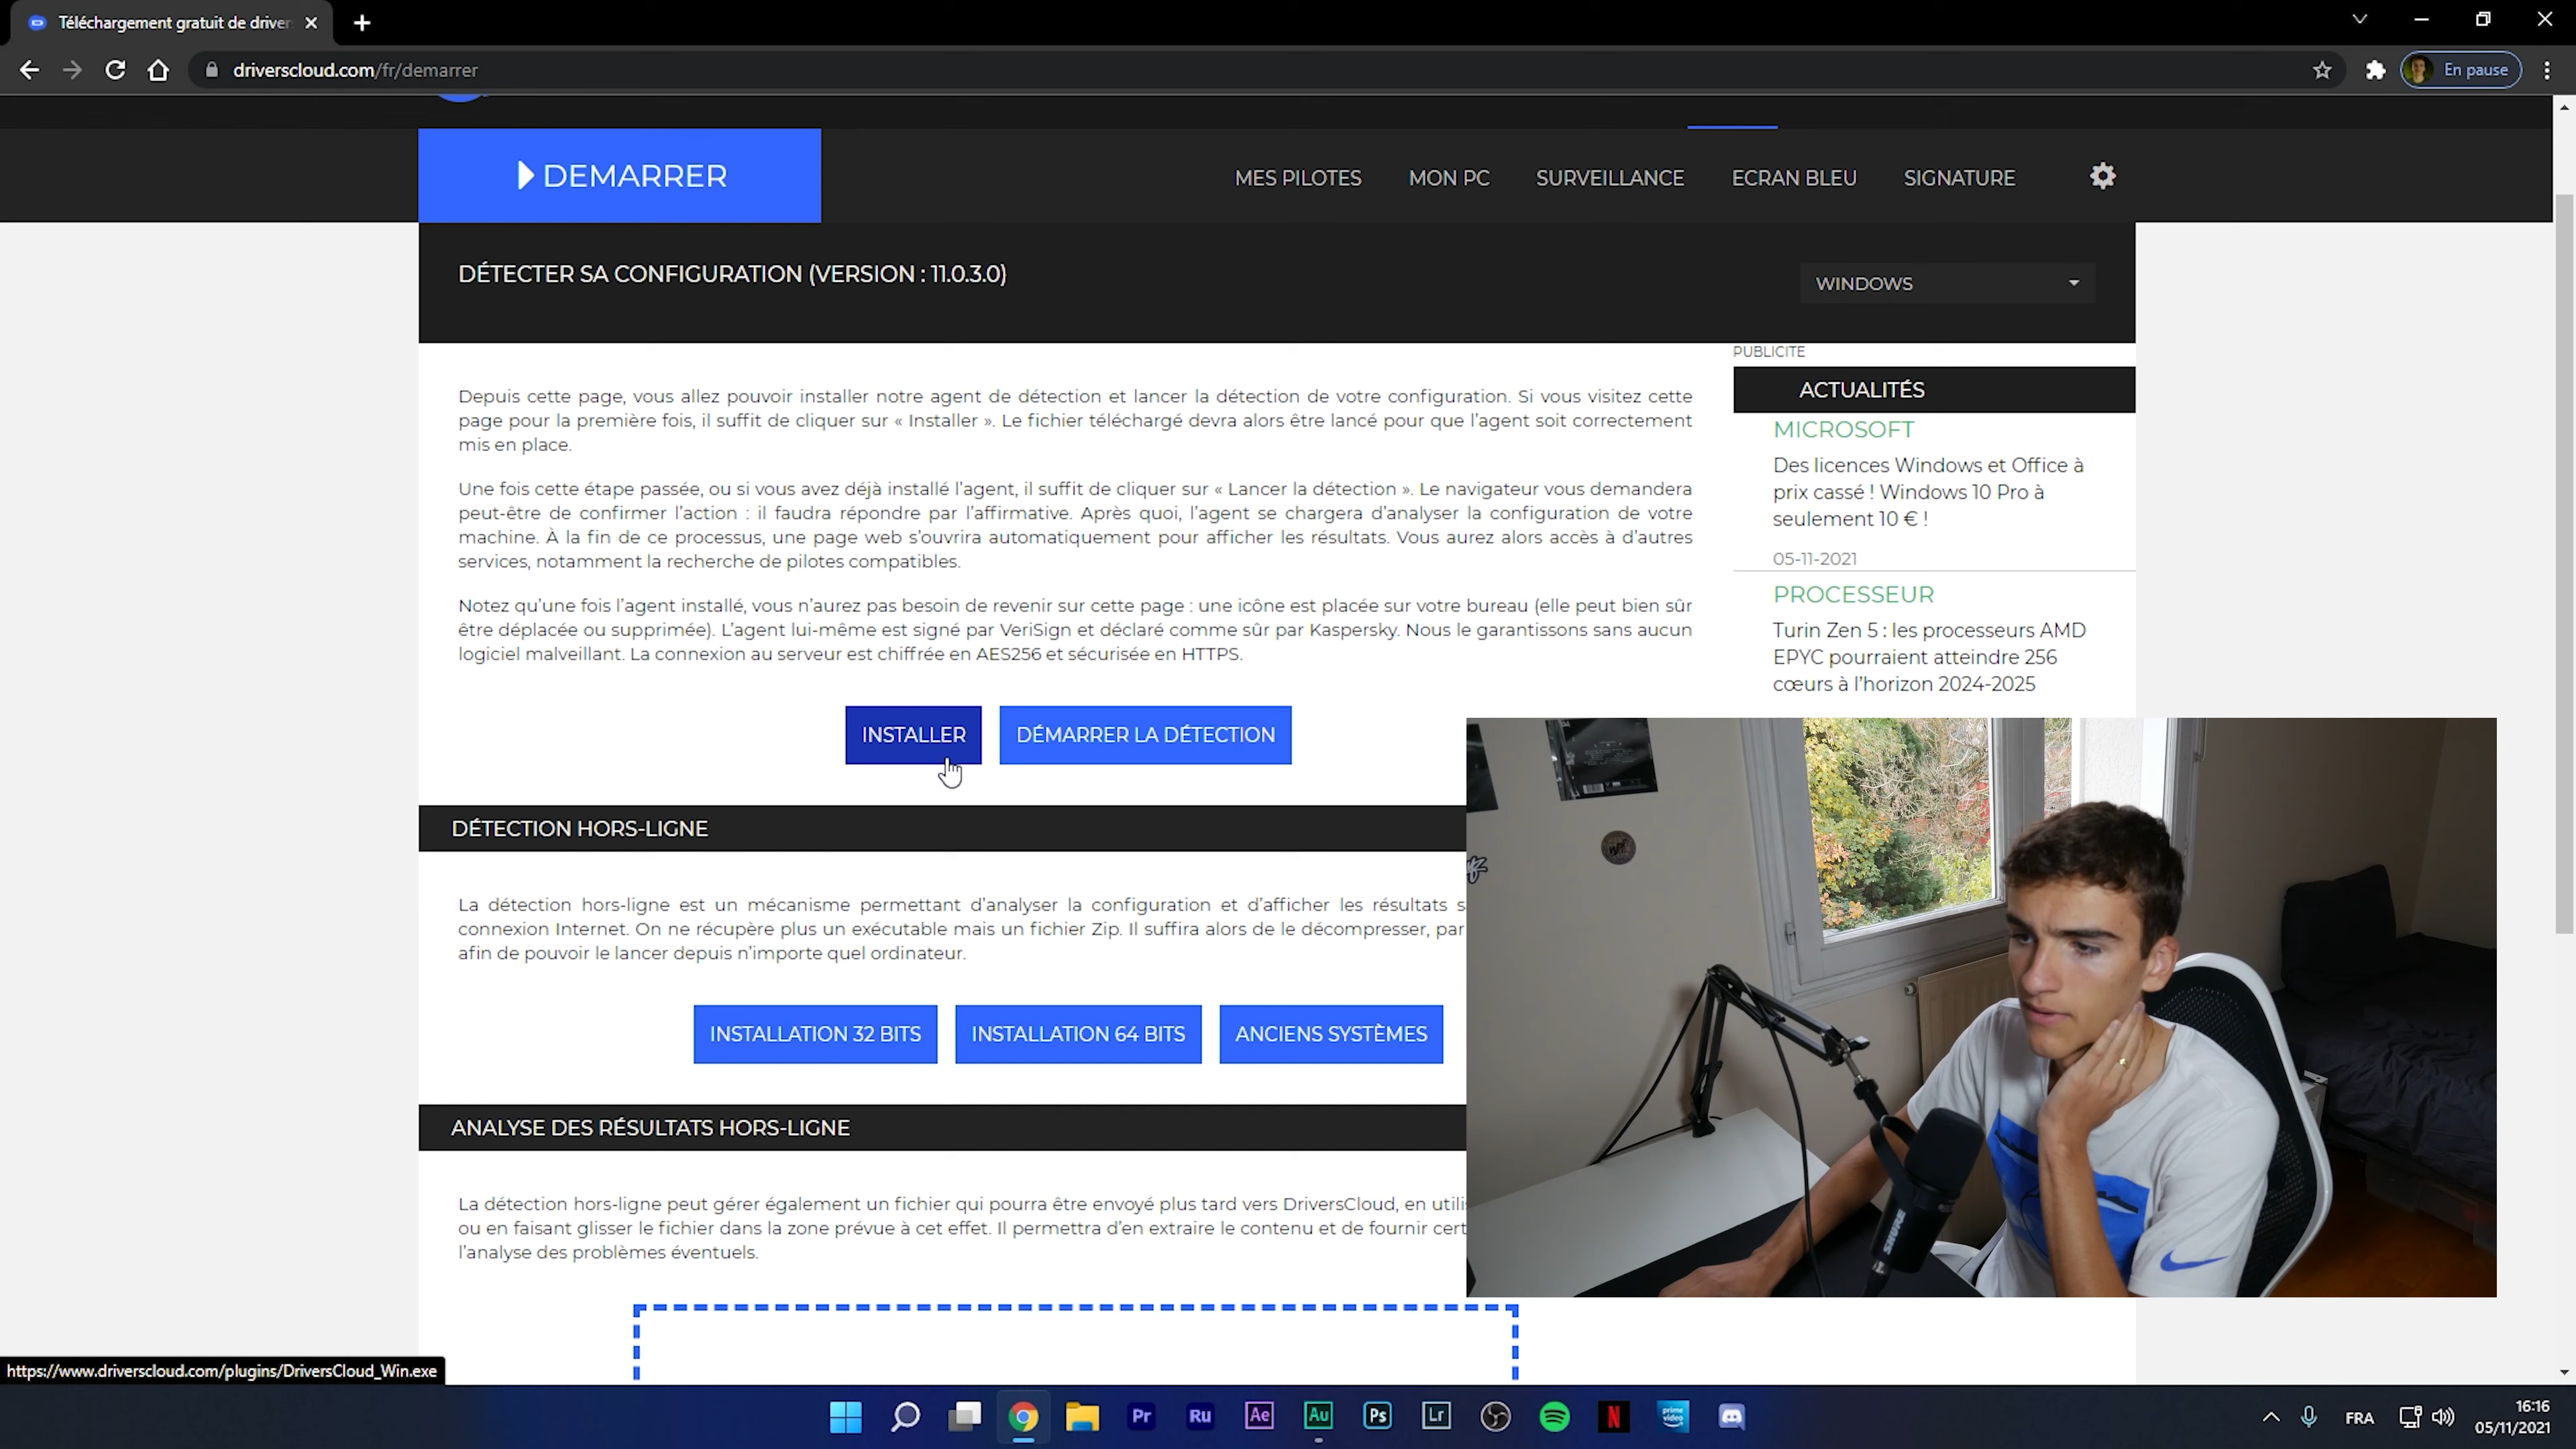 Téléchargement gratuit de driver
driverscloud.com/fr/demarrer
En pause
DEMARRER
MES PILOTES
MON PC
SURVEILLANCE
ECRAN BLEU
SIGNATURE
DÉTECTER SA CONFIGURATION (VERSION : 11.0.3.0)
WINDOWS
Depuis cette page, vous allez pouvoir installer notre agent de détection et lancer la détection de votre configuration. Si vous visitez cette
page pour la première fois, il suffit de cliquer sur « Installer ». Le fichier téléchargé devra alors être lancé pour que l'agent soit correctement
mis en place.
Une fois cette étape passée, ou si vous avez déjà installé l'agent, il suffit de cliquer sur « Lancer la détection ». Le navigateur vous demandera
peut-être de confirmer l'action : il faudra répondre par l'affirmative. Après quoi, l'agent se chargera d'analyser la configuration de votre
machine. À la fin de ce processus, une page web s'ouvrira automatiquement pour afficher les résultats. Vous aurez alors accès à d'autres
services, notamment la recherche de pilotes compatibles.
Notez qu'une fois l'agent installé, vous n'aurez pas besoin de revenir sur cette page : une icône est placée sur votre bureau (elle peut bien sûr
être déplacée ou supprimée). L'agent lui-même est signé par VeriSign et déclaré comme sûr par Kaspersky. Nous le garantissons sans aucun
logiciel malveillant. La connexion au serveur est chiffrée en AES256 et sécurisée en HTTPS.
INSTALLER
DÉMARRER LA DÉTECTION
PUBLICITE
ACTUALITÉS
MICROSOFT
Des licences Windows et Office à
prix cassé ! Windows 10 Pro à
seulement 10 € !
05-11-2021
PROCESSEUR
Turin Zen 5 : les processeurs AMD
EPYC pourraient atteindre 256
cœurs à l'horizon 2024-2025
DÉTECTION HORS-LIGNE
La détection hors-ligne est un mécanisme permettant d'analyser la configuration et d'afficher les résultats s
connexion Internet. On ne récupère plus un exécutable mais un fichier Zip. Il suffira alors de le décompresser, par
afin de pouvoir le lancer depuis n'importe quel ordinateur.
INSTALLATION 32 BITS
INSTALLATION 64 BITS
ANCIENS SYSTÈMES
ANALYSE DES RÉSULTATS HORS-LIGNE
La détection hors-ligne peut gérer également un fichier qui pourra être envoyé plus tard vers DriversCloud, en utili
ou en faisant glisser le fichier dans la zone prévue à cet effet. Il permettra d'en extraire le contenu et de fournir cert
l'analyse des problèmes éventuels.
SHURE
https://www.driverscloud.com/plugins/DriversCloud_Win.exe
Pr
Ru
Ae
Au
Ps
Lr
N
prime
video
FRA
16:16
05/11/2021